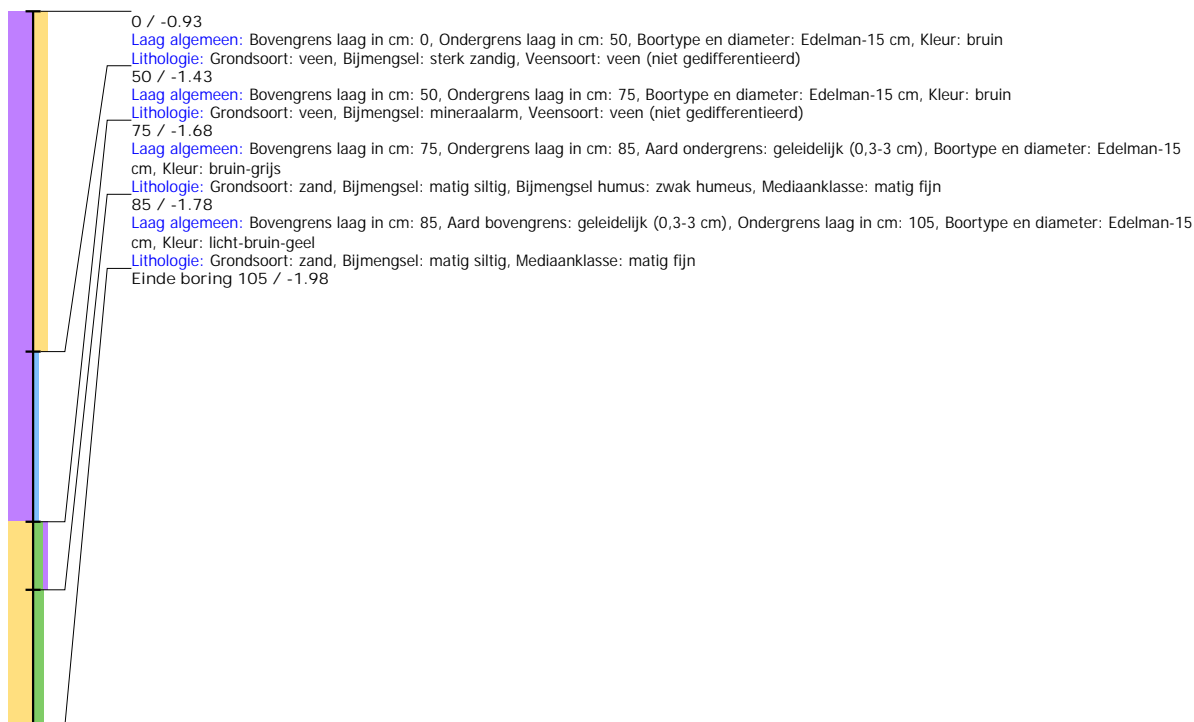 0 / -0.93
Laag algemeen: Bovengrens laag in cm: 0, Ondergrens laag in cm: 50, Boortype en diameter: Edelman-15 cm, Kleur: bruin
Lithologie: Grondsoort: veen, Bijmengsel: sterk zandig, Veensoort: veen (niet gedifferentieerd)
50 / -1.43
Laag algemeen: Bovengrens laag in cm: 50, Ondergrens laag in cm: 75, Boortype en diameter: Edelman-15 cm, Kleur: bruin
Lithologie: Grondsoort: veen, Bijmengsel: mineraalarm, Veensoort: veen (niet gedifferentieerd)
75 / -1.68
Laag algemeen: Bovengrens laag in cm: 75, Ondergrens laag in cm: 85, Aard ondergrens: geleidelijk (0,3-3 cm), Boortype en diameter: Edelman-15
cm, Kleur: bruin-grijs
Lithologie: Grondsoort: zand, Bijmengsel: matig siltig, Bijmengsel humus: zwak humeus, Mediaanklasse: matig fijn
85 / -1.78
Laag algemeen: Bovengrens laag in cm: 85, Aard bovengrens: geleidelijk (0,3-3 cm), Ondergrens laag in cm: 105, Boortype en diameter: Edelman-15
cm, Kleur: licht-bruin-geel
Lithologie: Grondsoort: zand, Bijmengsel: matig siltig, Mediaanklasse: matig fijn
Einde boring 105 / -1.98